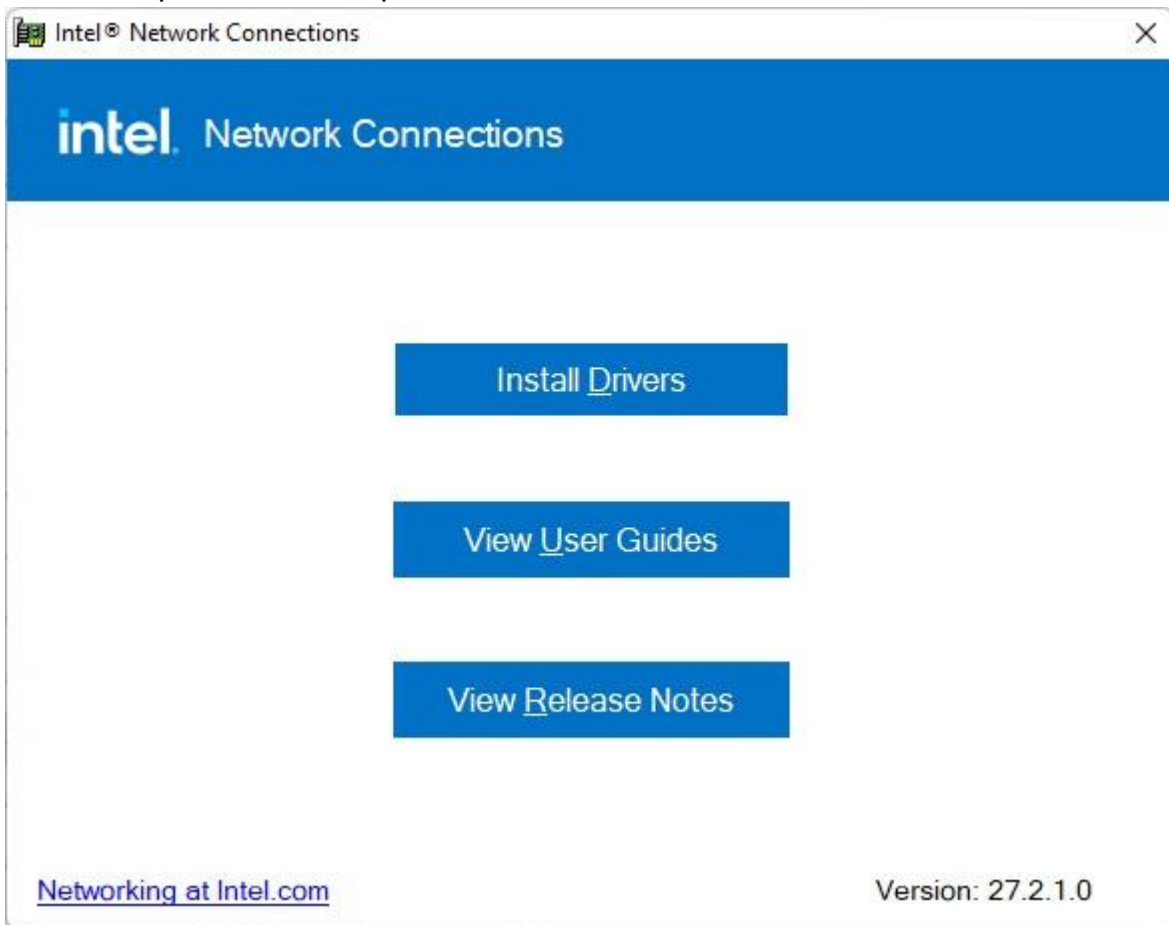 Intel® Network Connections
intel. Network Connections
Install Drivers
View User Guides
View Release Notes
Networking at Intel.com
Version: 27.2.1.0